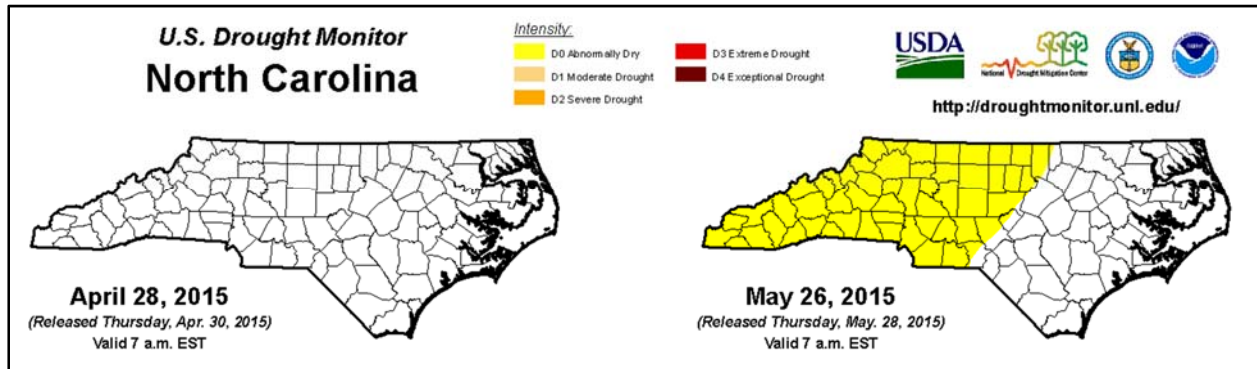 U.S. Drought Monitor
North Carolina
Intensity:
D0 Abnormally Dry
D1 Moderate Drought
D2 Severe Drought
D3 Extreme Drought
D4 Exceptional Drought
USDA
National Drought Mitigation Center
http://droughtmonitor.unl.edu/
April 28, 2015
(Released Thursday, Apr. 30, 2015)
Valid 7 a.m. EST
May 26, 2015
(Released Thursday, May. 28, 2015)
Valid 7 a.m. EST